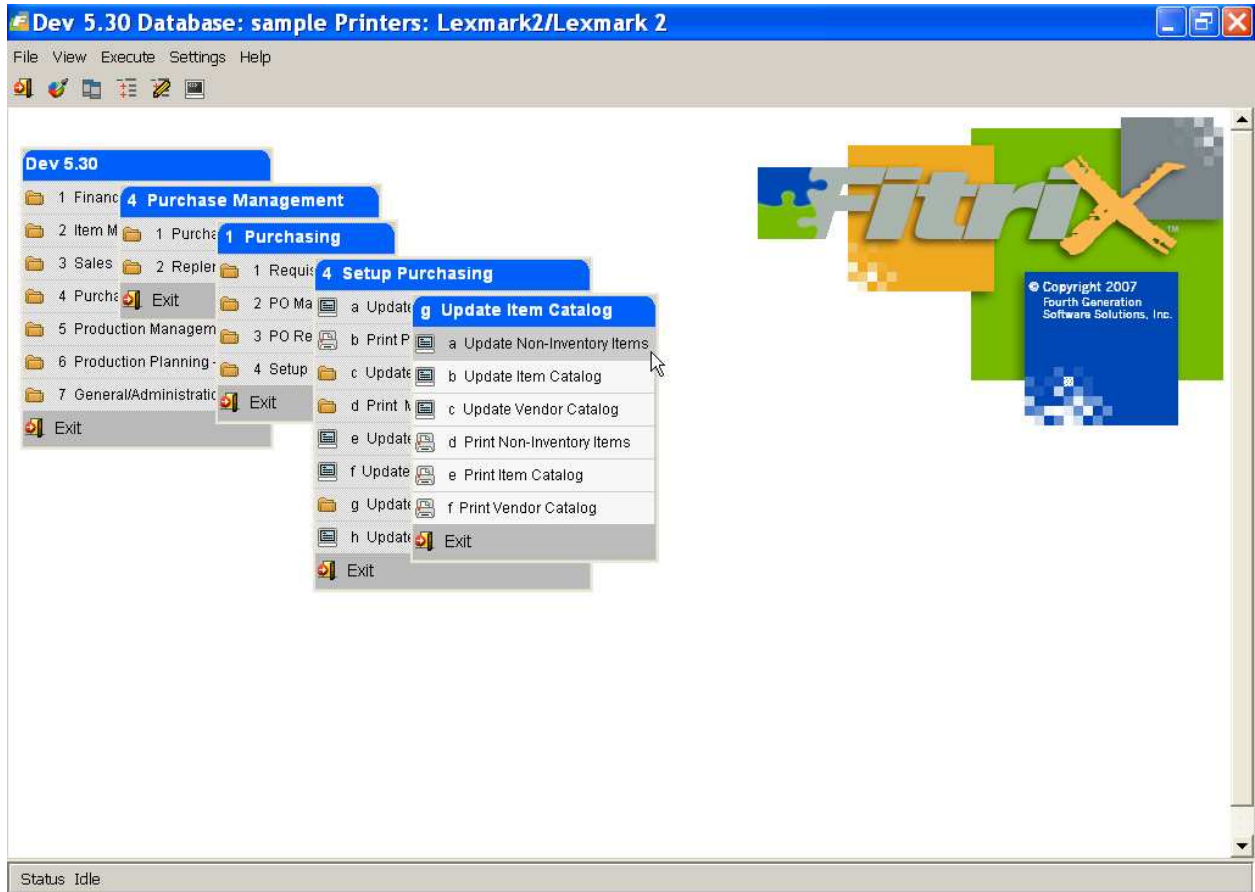 Dev 5.30 Database: sample Printers: Lexmark2/Lexmark 2
File View Execute Settings Help
Dev 5.30
1 Financ
2 Item M
3 Sales
4 Purcha
5 Production Managem
6 Production Planning -
7 General/Administratic
Exit
4 Purchase Management
1 Purcha
2 Repler
Exit
1 Purchasing
1 Requis
2 PO Ma
3 PO Re
4 Setup
Exit
4 Setup Purchasing
a Update
b Print P
c Update
d Print
e Update
f Update
g Update
h Update
Exit
g Update Item Catalog
a Update Non-Inventory Items
b Update Item Catalog
c Update Vendor Catalog
d Print Non-Inventory Items
e Print Item Catalog
f Print Vendor Catalog
Exit
Fitrix
TM
© Copyright 2007
Fourth Generation
Software Solutions, Inc.
Status Idle